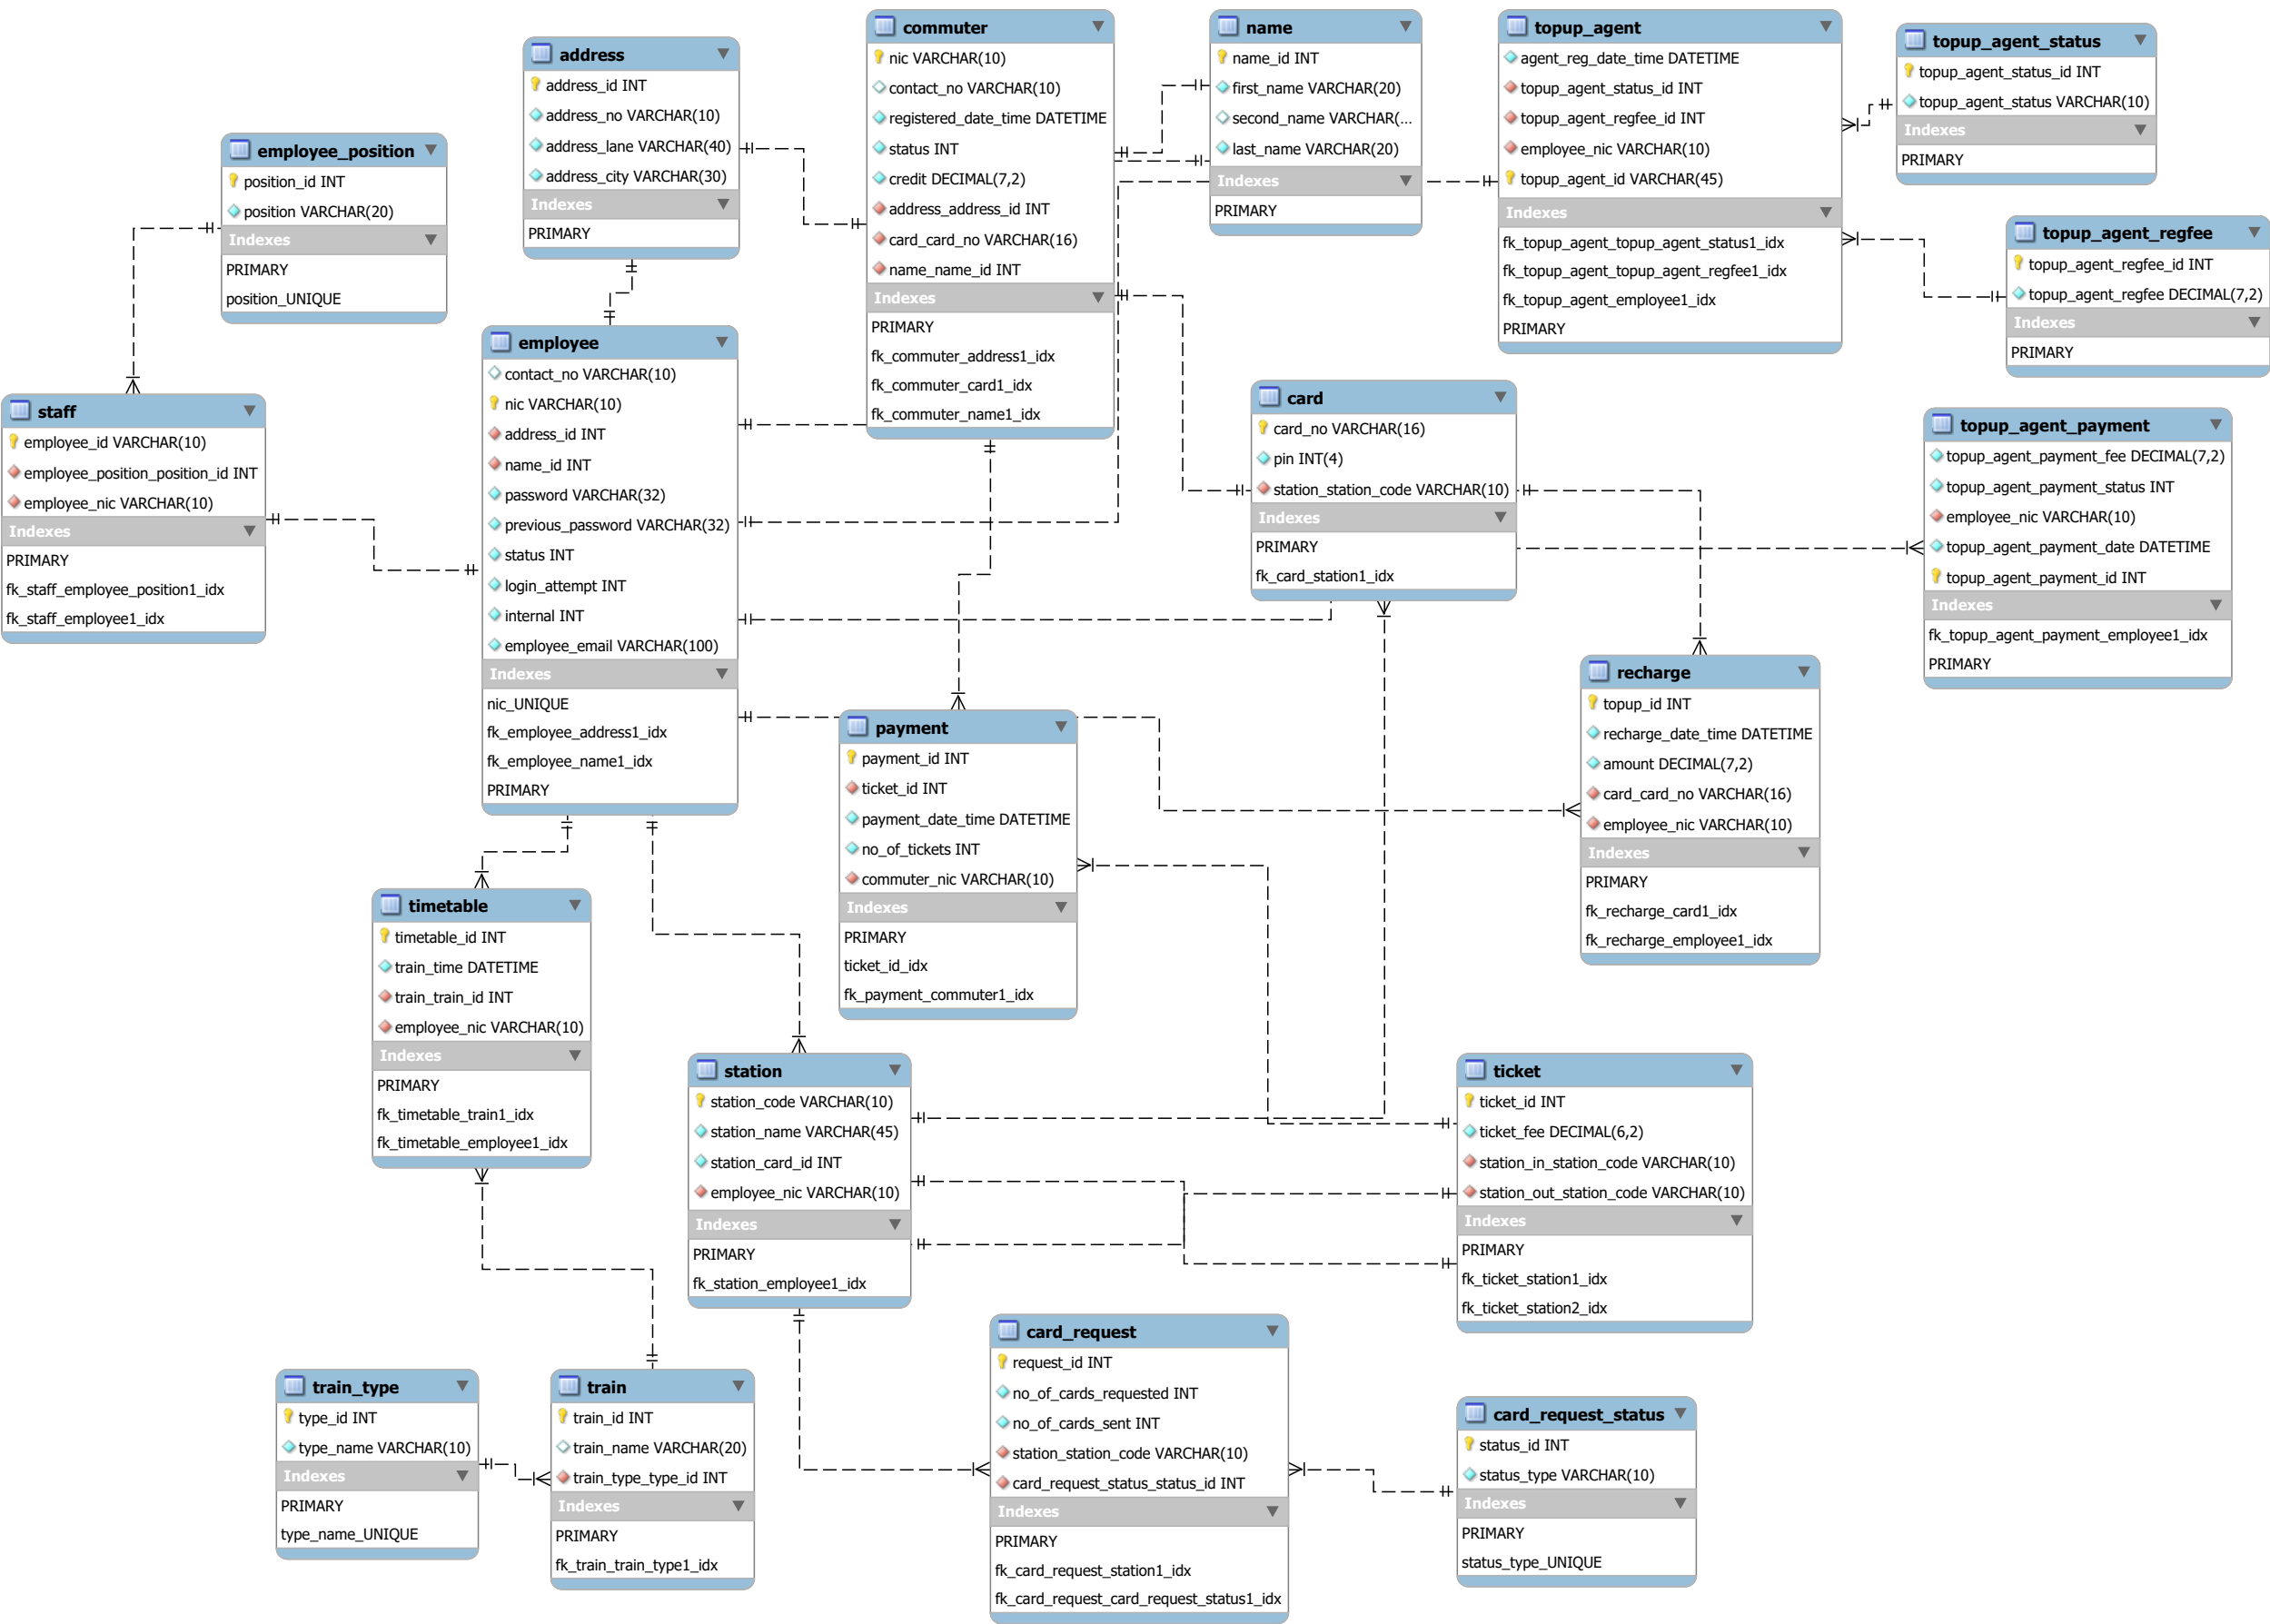 commuter
nic VARCHAR(10)
contact_no VARCHAR(10)
registered_date_time DATETIME
status INT
credit DECIMAL(7,2)
address_address_id INT
card_card_no VARCHAR(16)
name_name_id INT
Indexes
PRIMARY
fk_commuter_address1_idx
fk_commuter_card1_idx
fk_commuter_name1_idx
name
name_id INT
first_name VARCHAR(20)
second_name VARCHAR(...
last_name VARCHAR(20)
Indexes
PRIMARY
topup_agent
agent_reg_date_time DATETIME
topup_agent_status_id INT
topup_agent_regfee_id INT
employee_nic VARCHAR(10)
topup_agent_id VARCHAR(45)
Indexes
fk_topup_agent_topup_agent_status1_idx
fk_topup_agent_topup_agent_regfee1_idx
fk_topup_agent_employee1_idx
PRIMARY
topup_agent_status
topup_agent_status_id INT
topup_agent_status VARCHAR(10)
Indexes
PRIMARY
address
address_id INT
address_no VARCHAR(10)
address_lane VARCHAR(40)
address_city VARCHAR(30)
Indexes
PRIMARY
employee_position
position_id INT
position VARCHAR(20)
Indexes
PRIMARY
position_UNIQUE
topup_agent_regfee
topup_agent_regfee_id INT
topup_agent_regfee DECIMAL(7,2)
Indexes
PRIMARY
employee
contact_no VARCHAR(10)
nic VARCHAR(10)
address_id INT
name_id INT
password VARCHAR(32)
previous_password VARCHAR(32)
status INT
login_attempt INT
internal INT
employee_email VARCHAR(100)
Indexes
nic_UNIQUE
fk_employee_address1_idx
fk_employee_name1_idx
PRIMARY
staff
employee_id VARCHAR(10)
employee_position_position_id INT
employee_nic VARCHAR(10)
Indexes
PRIMARY
fk_staff_employee_position1_idx
fk_staff_employee1_idx
card
card_no VARCHAR(16)
pin INT(4)
station_station_code VARCHAR(10)
Indexes
PRIMARY
fk_card_station1_idx
topup_agent_payment
topup_agent_payment_fee DECIMAL(7,2)
topup_agent_payment_status INT
employee_nic VARCHAR(10)
topup_agent_payment_date DATETIME
topup_agent_payment_id INT
Indexes
fk_topup_agent_payment_employee1_idx
PRIMARY
recharge
topup_id INT
recharge_date_time DATETIME
amount DECIMAL(7,2)
card_card_no VARCHAR(16)
employee_nic VARCHAR(10)
Indexes
PRIMARY
fk_recharge_card1_idx
fk_recharge_employee1_idx
payment
payment_id INT
ticket_id INT
payment_date_time DATETIME
no_of_tickets INT
commuter_nic VARCHAR(10)
Indexes
PRIMARY
ticket_id_idx
fk_payment_commuter1_idx
timetable
timetable_id INT
train_time DATETIME
train_train_id INT
employee_nic VARCHAR(10)
Indexes
PRIMARY
fk_timetable_train1_idx
fk_timetable_employee1_idx
station
station_code VARCHAR(10)
station_name VARCHAR(45)
station_card_id INT
employee_nic VARCHAR(10)
Indexes
PRIMARY
fk_station_employee1_idx
ticket
ticket_id INT
ticket_fee DECIMAL(6,2)
station_in_station_code VARCHAR(10)
station_out_station_code VARCHAR(10)
Indexes
PRIMARY
fk_ticket_station1_idx
fk_ticket_station2_idx
card_request
request_id INT
no_of_cards_requested INT
no_of_cards_sent INT
station_station_code VARCHAR(10)
card_request_status_status_id INT
Indexes
PRIMARY
fk_card_request_station1_idx
fk_card_request_card_request_status1_idx
train_type
type_id INT
type_name VARCHAR(10)
Indexes
PRIMARY
type_name_UNIQUE
train
train_id INT
train_name VARCHAR(20)
train_type_type_id INT
Indexes
PRIMARY
fk_train_train_type1_idx
card_request_status
status_id INT
status_type VARCHAR(10)
Indexes
PRIMARY
status_type_UNIQUE